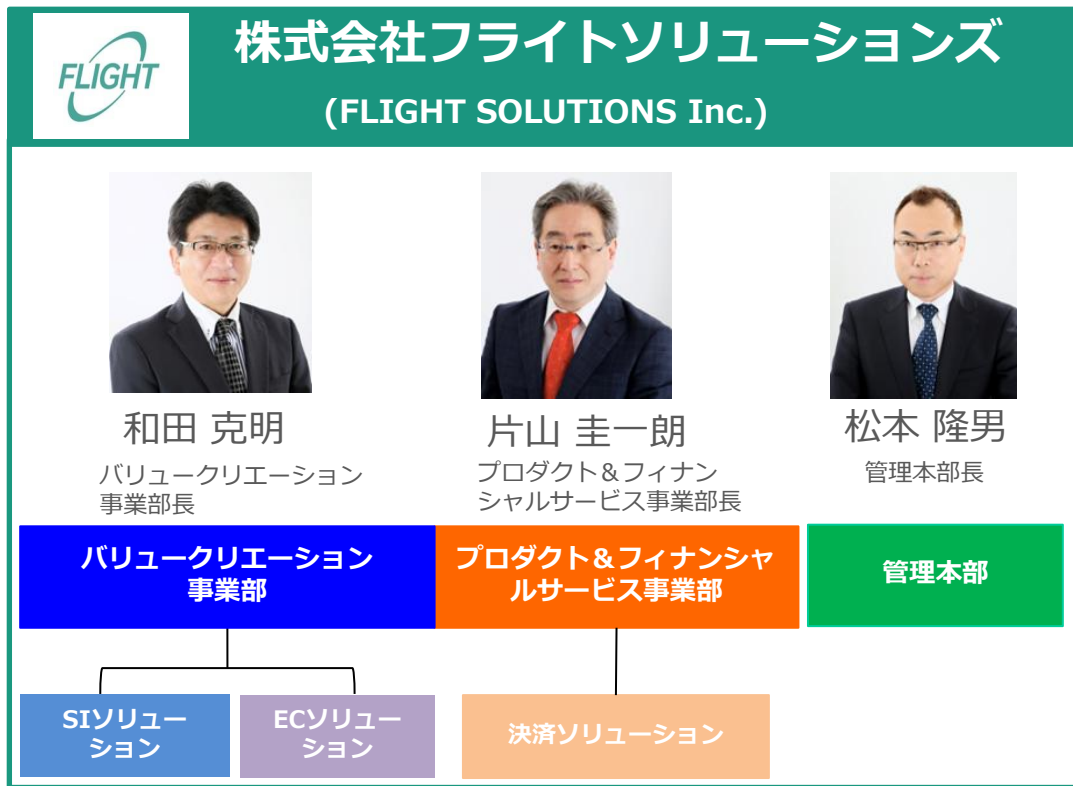 FLIGHT
株式会社フライトソリューションズ
(FLIGHT SOLUTIONS Inc.)
和田 克明
バリュークリエーション
事業部長
片山 圭一朗
プロダクト＆フィナン
シャルサービス事業部長
松本 隆男
管理本部長
バリュークリエーション
事業部
プロダクト＆フィナンシャ
ルサービス事業部
管理本部
SIソリュー
ション
ECソリュー
ション
決済ソリューション